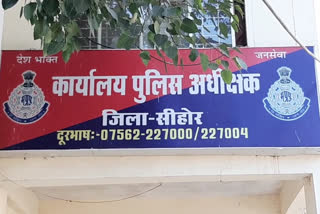 देश भक्ति जनसेवा
कार्यालय पुलिस अधीक्षक
जिला-सीहोर
दूरभाष:-07562-227000/227004